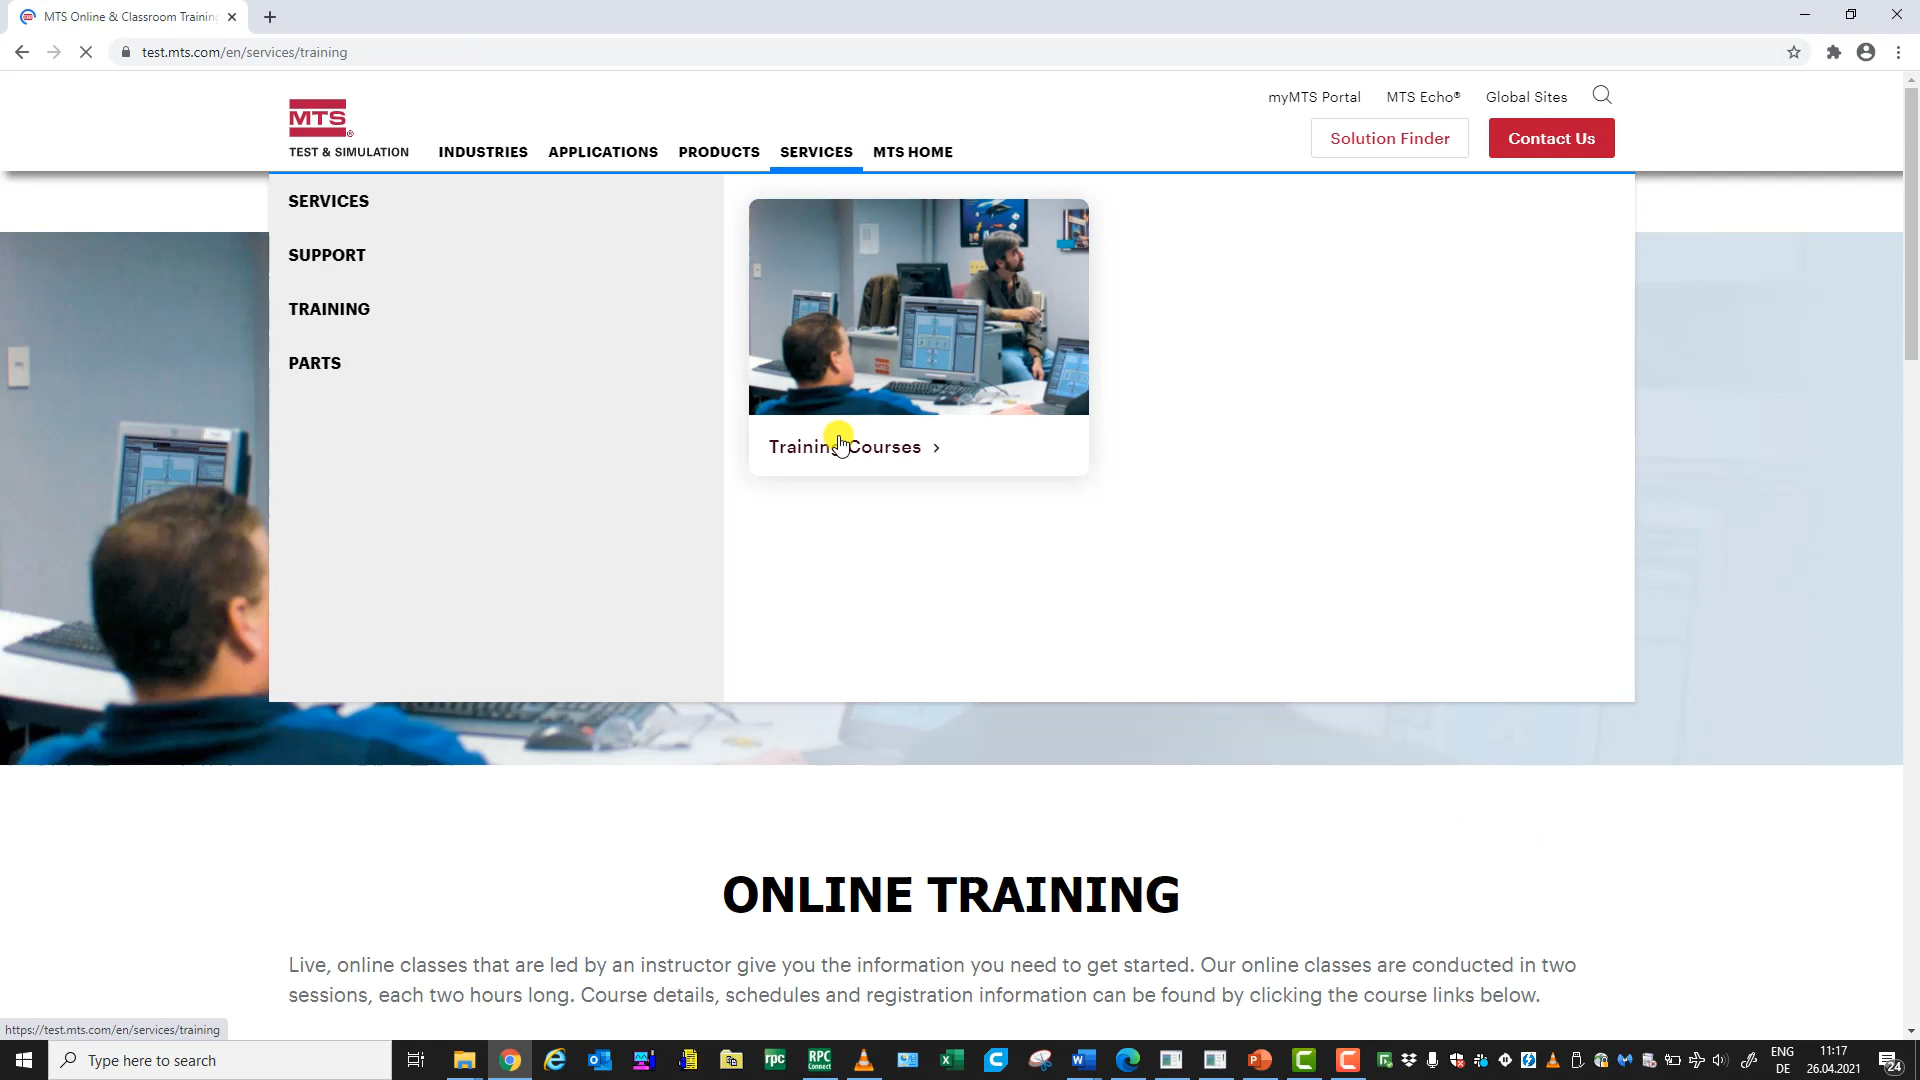 MTS Online & Classroom Training
test.mts.com/en/services/training
myMTS Portal
MTS Echo®
Global Sites
MTS®
TEST & SIMULATION
INDUSTRIES
APPLICATIONS
PRODUCTS
SERVICES
MTS HOME
Solution Finder
Contact Us
SERVICES
SUPPORT
TRAINING
PARTS
Training Courses
ONLINE TRAINING
Live, online classes that are led by an instructor give you the information you need to get started. Our online classes are conducted in two
sessions, each two hours long. Course details, schedules and registration information can be found by clicking the course links below.
https://test.mts.com/en/services/training
Type here to search
rpc
RPC
Connect
ENG
DE
11:17
26.04.2021
24